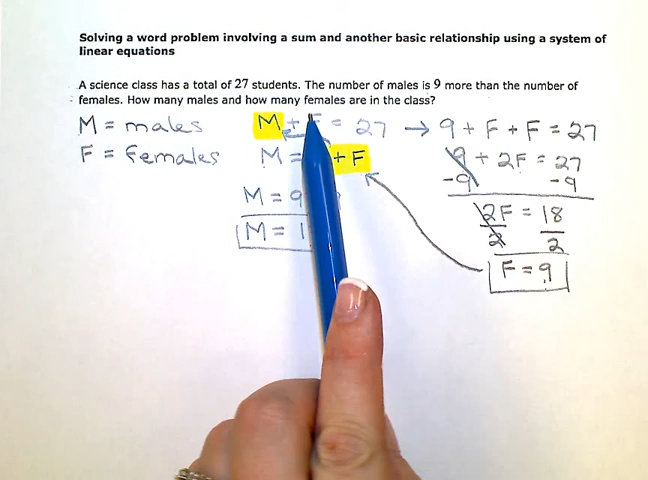 Solving a word problem involving a sum and another basic relationship using a system of
linear equations
A science class has a total of 27 students. The number of males is 9 more than the number of
females. How many males and how many females are in the class?
M = males
F = females
M + F = 27 → 9 + F + F = 27
M = + F
9 + 2F = 27
-9 -9
M = 9
2F = 18
2 2
M = 1
F = 9